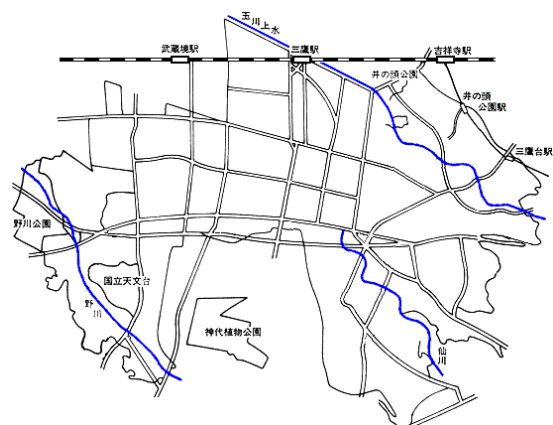 玉川上水
武蔵境駅
三鷹駅
吉祥寺駅
井の頭公園
井の頭
公園駅
三鷹台駅
野川公園
国立天文台
野川
神代植物公園
仙川